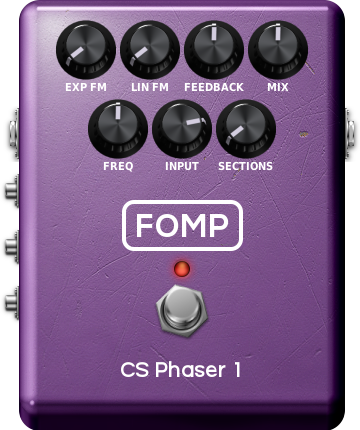 EXP FM LIN FM FEEDBACK MIX
FREQ INPUT SECTIONS
FOMP
CS Phaser 1